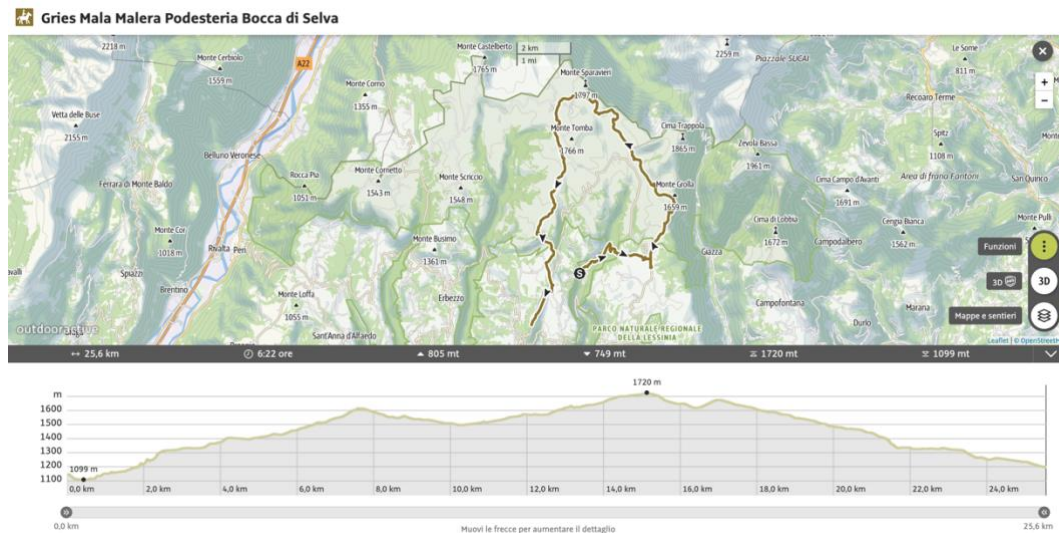 Gries Mala Malera Podesteria Bocca di Selva
2218 m
Monte Cerbiolo
1559 m
A22
Monte Castelberto
1765 m
2 km
1 mi
Monte Sparavieri
1797 m
2259 m
Piazzale SUGAI
Le Some
811 m
+
−
Vetta delle Buse
2155 m
Monte Corno
1355 m
Recoaro Terme
Monte Tomba
1766 m
Cima Trappola
1865 m
Zevola Bassa
1961 m
Spitz
1108 m
Belluno Veronese
Rocca Pia
1051 m
Monte Cornetto
1543 m
Monte Scriccio
1548 m
Ferrara di Monte Baldo
Monte Grolla
1659 m
Cima Campo d'Avanti
1691 m
Area di frana Fantoni
San Quirico
Monte Cor
1018 m
Rivalta
Peri
Monte Busimo
1361 m
Cima di Lobbia
1672 m
Campodalbero
Cengia Bianca
1562 m
Monte Pulli
Giazza
Funzioni
Spiazzi
Brentino
Erbezzo
S
3D
3D
Monte Loffa
1055 m
Campofontana
Marana
Mappe e sentieri
outdooractive
Sant'Anna d'Alfaedo
PARCO NATURALE REGIONALE
DELLA LESSINIA
Durlo
Leaflet | © OpenStreetM
25,6 km
6:22 ore
805 mt
749 mt
1720 mt
1099 mt
1720 m
m
1600
1500
1400
1300
1200
1100
1099 m
0,0 km
2,0 km
4,0 km
6,0 km
8,0 km
10,0 km
12,0 km
14,0 km
16,0 km
18,0 km
20,0 km
22,0 km
24,0 km
0,0 km
Muovi le frecce per aumentare il dettaglio
25,6 km